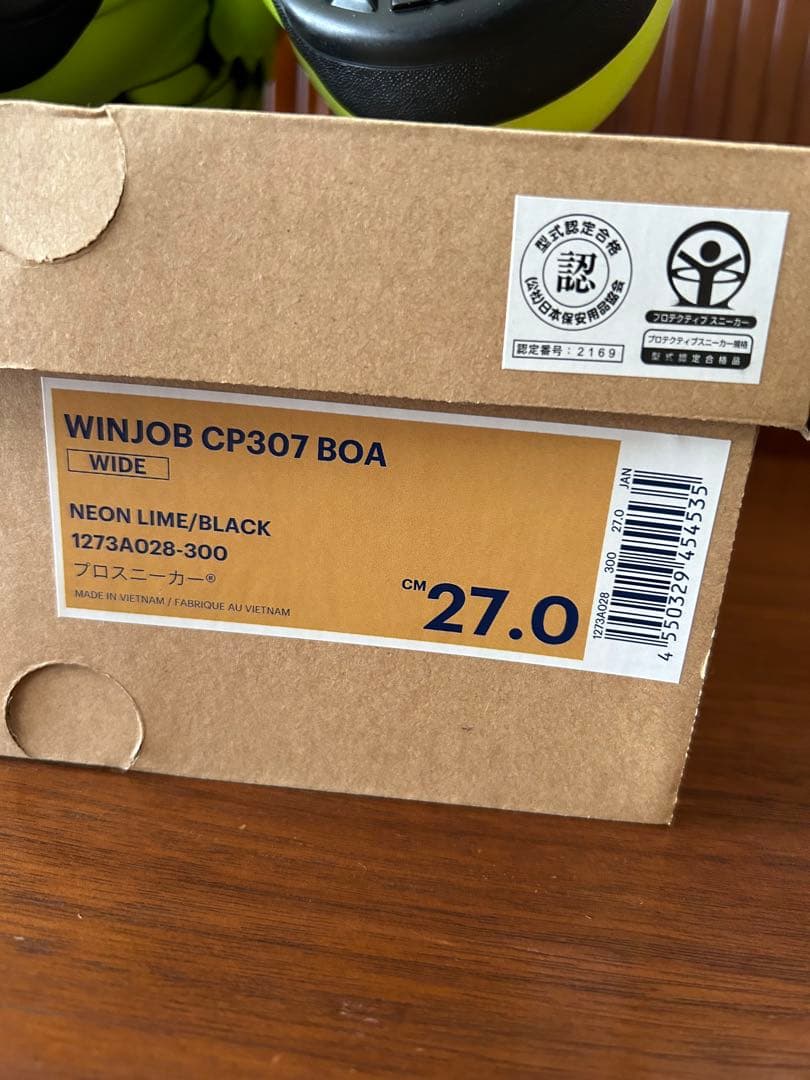 型式認定合格
認
(公社)日本保安用品協会
認定番号:2169
プロテクティブ スニーカー
プロテクティブスニーカー規格
型式認定合格品
WINJOB CP307 BOA
WIDE
NEON LIME/BLACK
1273A028-300
プロスニーカー®
MADE IN VIETNAM / FABRIQUE AU VIETNAM
CM 27.0
1273A028 300 27.0 JAN
4 550329 454535